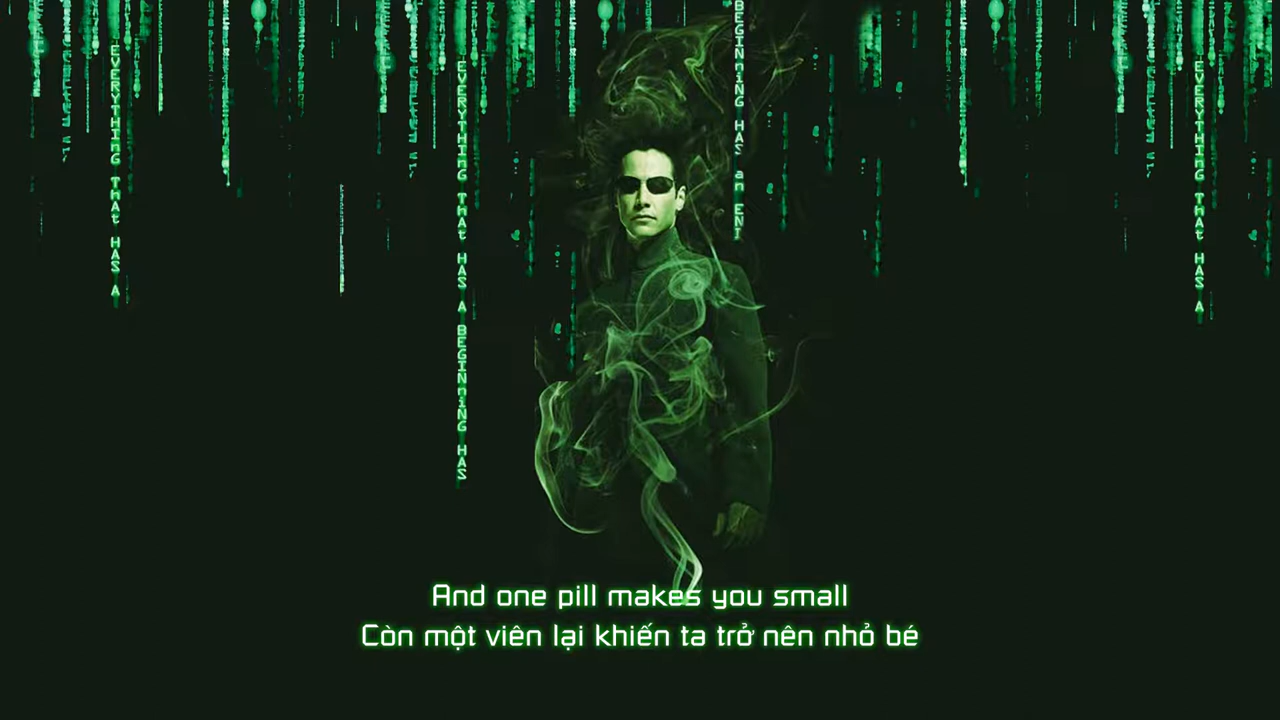 EVERYTHING THAT HAS A
EVERYTHING THAT HAS A BEGINNING HAS
BEGINNING HAS an
EVERYTHING THAT HAS A
And one pill makes you small
Còn một viên lại khiến ta trở nên nhỏ bé